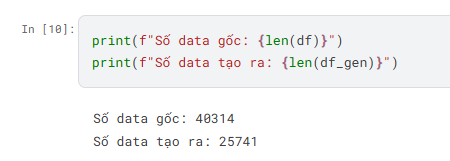 In [10]:
print(f"Số data gốc: {len(df)}")
print(f"Số data tạo ra: {len(df_gen)}")
Số data gốc: 40314
Số data tạo ra: 25741